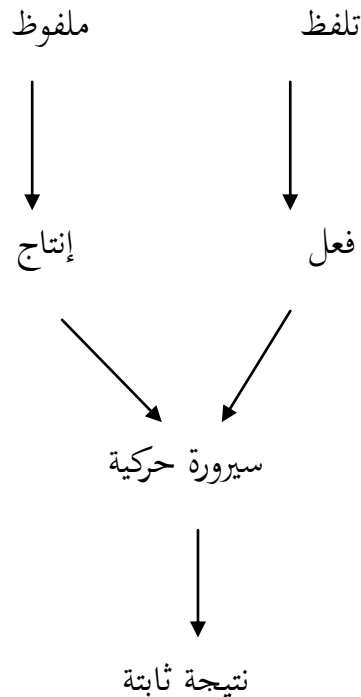 تلفظ ملفوظ
فعل إنتاج
سيرورة حركية
نتيجة ثابتة